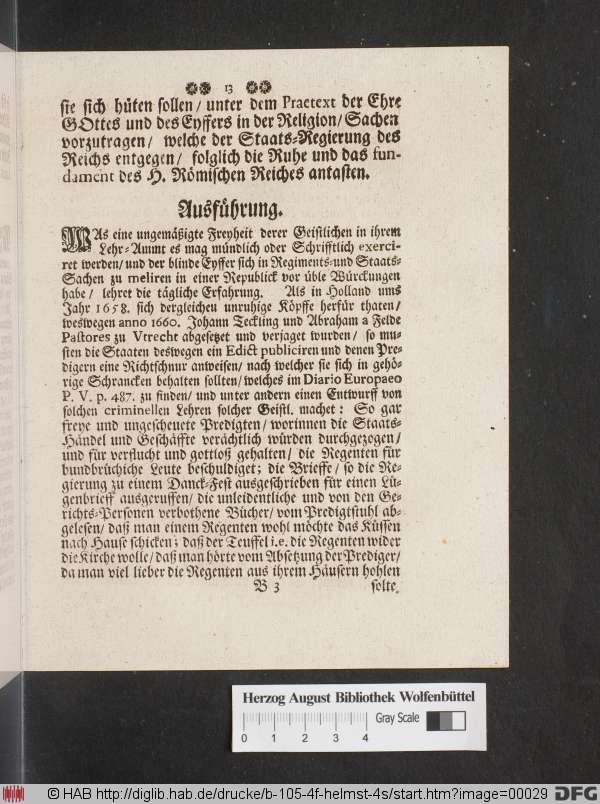 13
sie sich hüten sollen/ unter dem Praetext der Ehre
GOttes und des Eyffers in der Religion/ Sachen
vorzutragen/ welche der Staats-Regierung des
Reichs entgegen/ folglich die Ruhe und das fun-
dament des H. Römischen Reiches antasten.
Ausführung.
WAs eine ungemäßigte Freyheit derer Geistlichen in ihrem
Lehr-Ammt es mag mündlich oder Schrifftlich exerci-
ret werden/ und der blinde Eyffer sich in Regiments-und Staats-
Sachen zu meliren in einer Republick vor üble Würckungen
habe/ lehret die tägliche Erfahrung. Als in Holland ums
Jahr 1658. sich dergleichen unruhige Köpffe herfür thaten/
weswegen anno 1660. Johann Teckling und Abraham a Felde
Pastores zu Vtrecht abgesetzt und verjaget wurden/ so mu-
sten die Staaten deswegen ein Edict publiciren und denen Pre-
digern eine Richtschnur anweisen/ nach welcher sie sich in gehö-
rige Schrancken behalten sollten/ welches im Diario Europaeo
P. V. p. 487. zu finden/ und unter andern einen Entwurff von
solchen criminellen Lehren solcher Geistl. machet: So gar
freye und ungescheuete Predigten/ worinnen die Staats-
Händel und Geschäffte verächtlich würden durchgezogen/
und für verflucht und gottloß gehalten/ die Regenten für
bundbrüchiche Leute beschuldiget; die Brieffe/ so die Re-
gierung zu einem Danck-Fest ausgeschrieben für einen Lü-
genbrieff ausgeruffen/ die unleidentliche und von den Ge-
richts-Personen verbothene Bücher/ vom Predigtstuhl ab-
gelesen/ daß man einem Regenten wohl möchte das Küssen
nach Hause schicken; daß der Teuffel i.e. die Regenten wider
die Kirche wolle/ daß man hörte vom Absetzung der Prediger/
da man viel lieber die Regenten aus ihrem Häusern hohlen
B 3 solte
Herzog August Bibliothek Wolfenbüttel
0 1 2 3 4 Gray Scale
© HAB http://diglib.hab.de/drucke/b-105-4f-helmst-4s/start.htm?image=00029 DFG